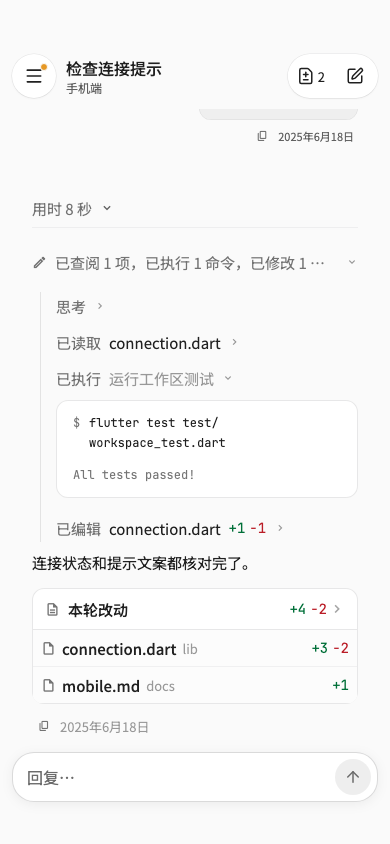 检查连接提示
手机端
2
2025年6月18日
用时 8 秒
已查阅 1 项，已执行 1 命令，已修改 1 …
思考
已读取 connection.dart
已执行 运行工作区测试
$ flutter test test/
workspace_test.dart
All tests passed!
已编辑 connection.dart +1 -1
连接状态和提示文案都核对完了。
本轮改动 +4 -2
connection.dart lib +3 -2
mobile.md docs +1
2025年6月18日
回复…